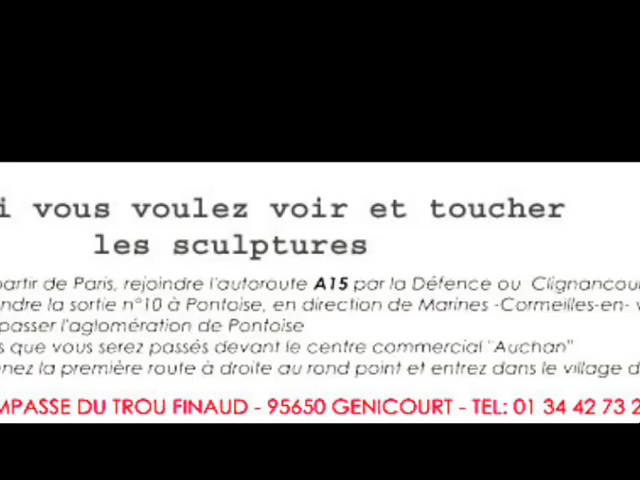 i vous voulez voir et toucher
les sculptures
partir de Paris, rejoindre l'autoroute A15 par la Défence ou Clignancou
ndre la sortie n°10 à Pontoise, en direction de Marines -Cormeilles-en- v
passer l'aglomération de Pontoise
s que vous serez passés devant le centre commercial "Auchan"
nez la première route à droite au rond point et entrez dans le village d
MPASSE DU TROU FINAUD - 95650 GENICOURT - TEL: 01 34 42 73 2